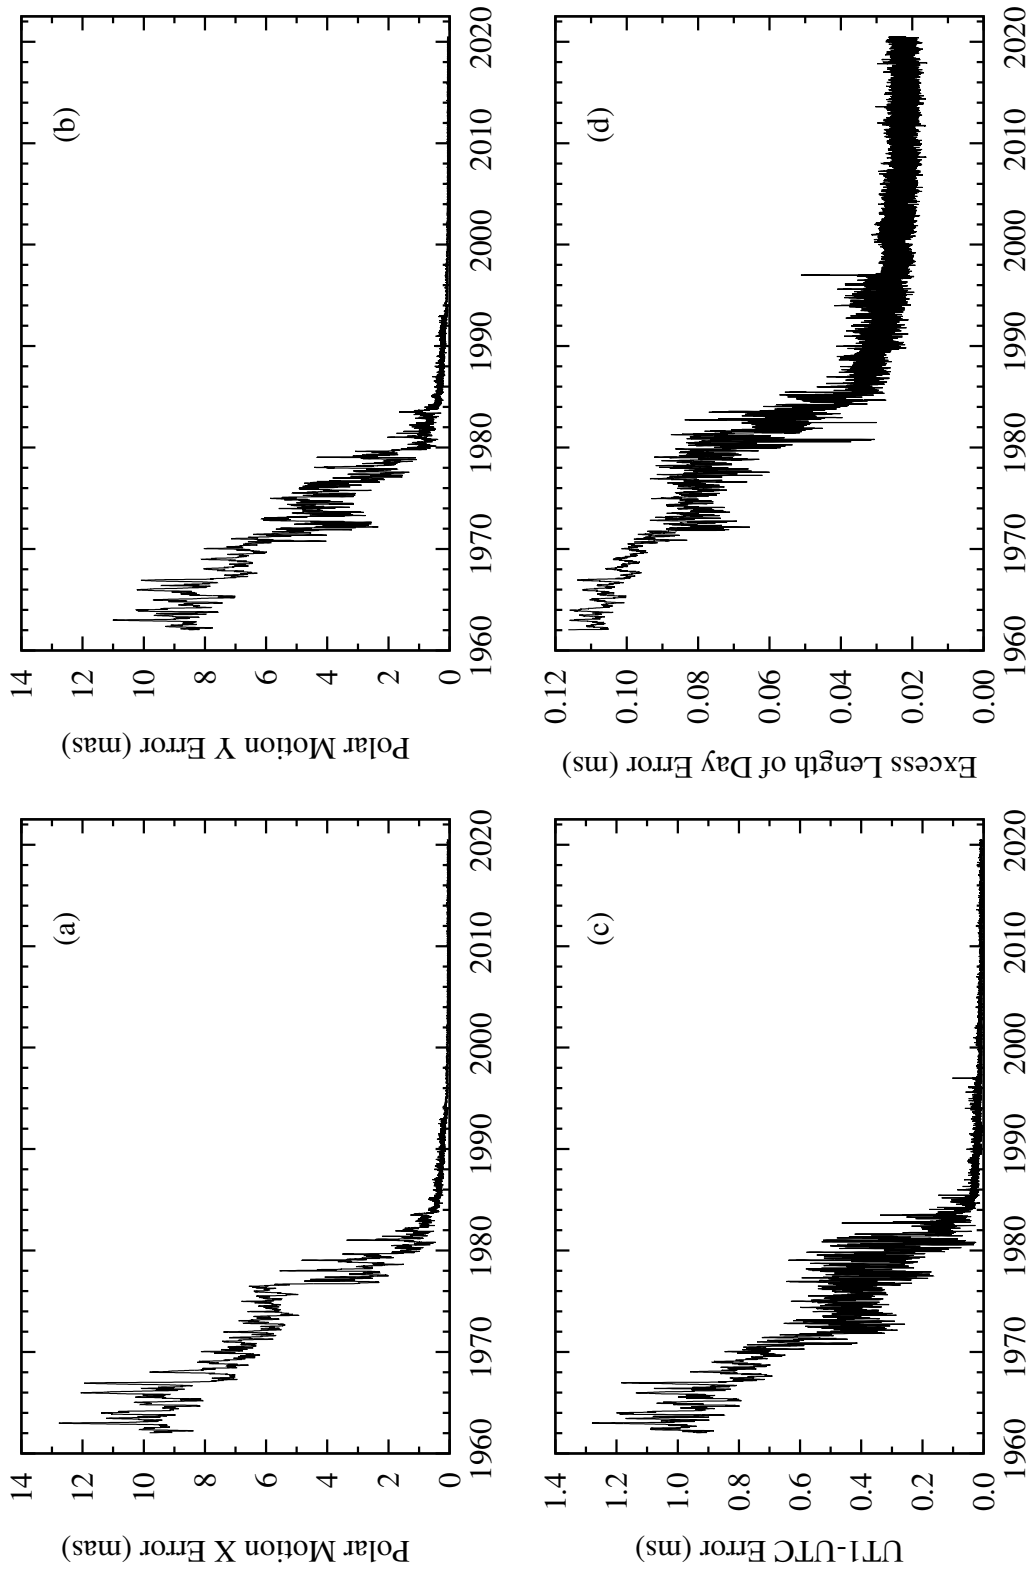 Polar Motion X Error (mas)
14
12
10
8
6
4
2
0
(a)
1960 1970 1980 1990 2000 2010 2020
Polar Motion Y Error (mas)
14
12
10
8
6
4
2
0
(b)
1960 1970 1980 1990 2000 2010 2020
UT1-UTC Error (ms)
1.4
1.2
1.0
0.8
0.6
0.4
0.2
0.0
(c)
1960 1970 1980 1990 2000 2010 2020
Excess Length of Day Error (ms)
0.12
0.10
0.08
0.06
0.04
0.02
0.00
(d)
1960 1970 1980 1990 2000 2010 2020